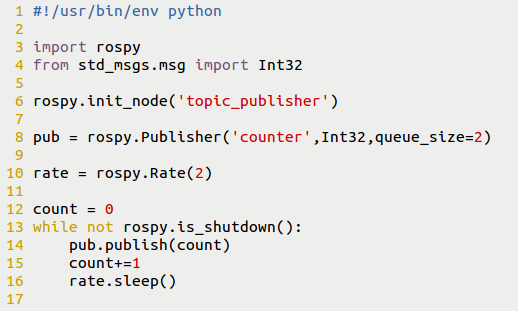 1 #!/usr/bin/env python
2
3 import rospy
4 from std_msgs.msg import Int32
5
6 rospy.init_node('topic_publisher')
7
8 pub = rospy.Publisher('counter',Int32,queue_size=2)
9
10 rate = rospy.Rate(2)
11
12 count = 0
13 while not rospy.is_shutdown():
14     pub.publish(count)
15     count+=1
16     rate.sleep()
17